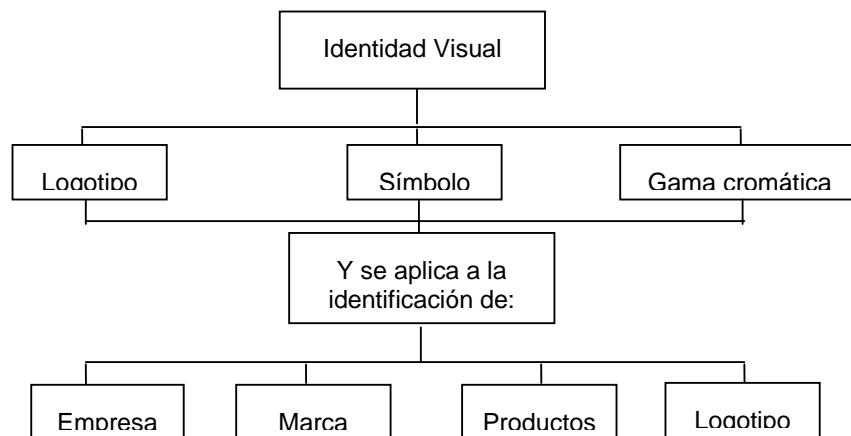 Identidad Visual
Logotipo
Símbolo
Gama cromática
Y se aplica a la
identificación de:
Empresa
Marca
Productos
Logotipo